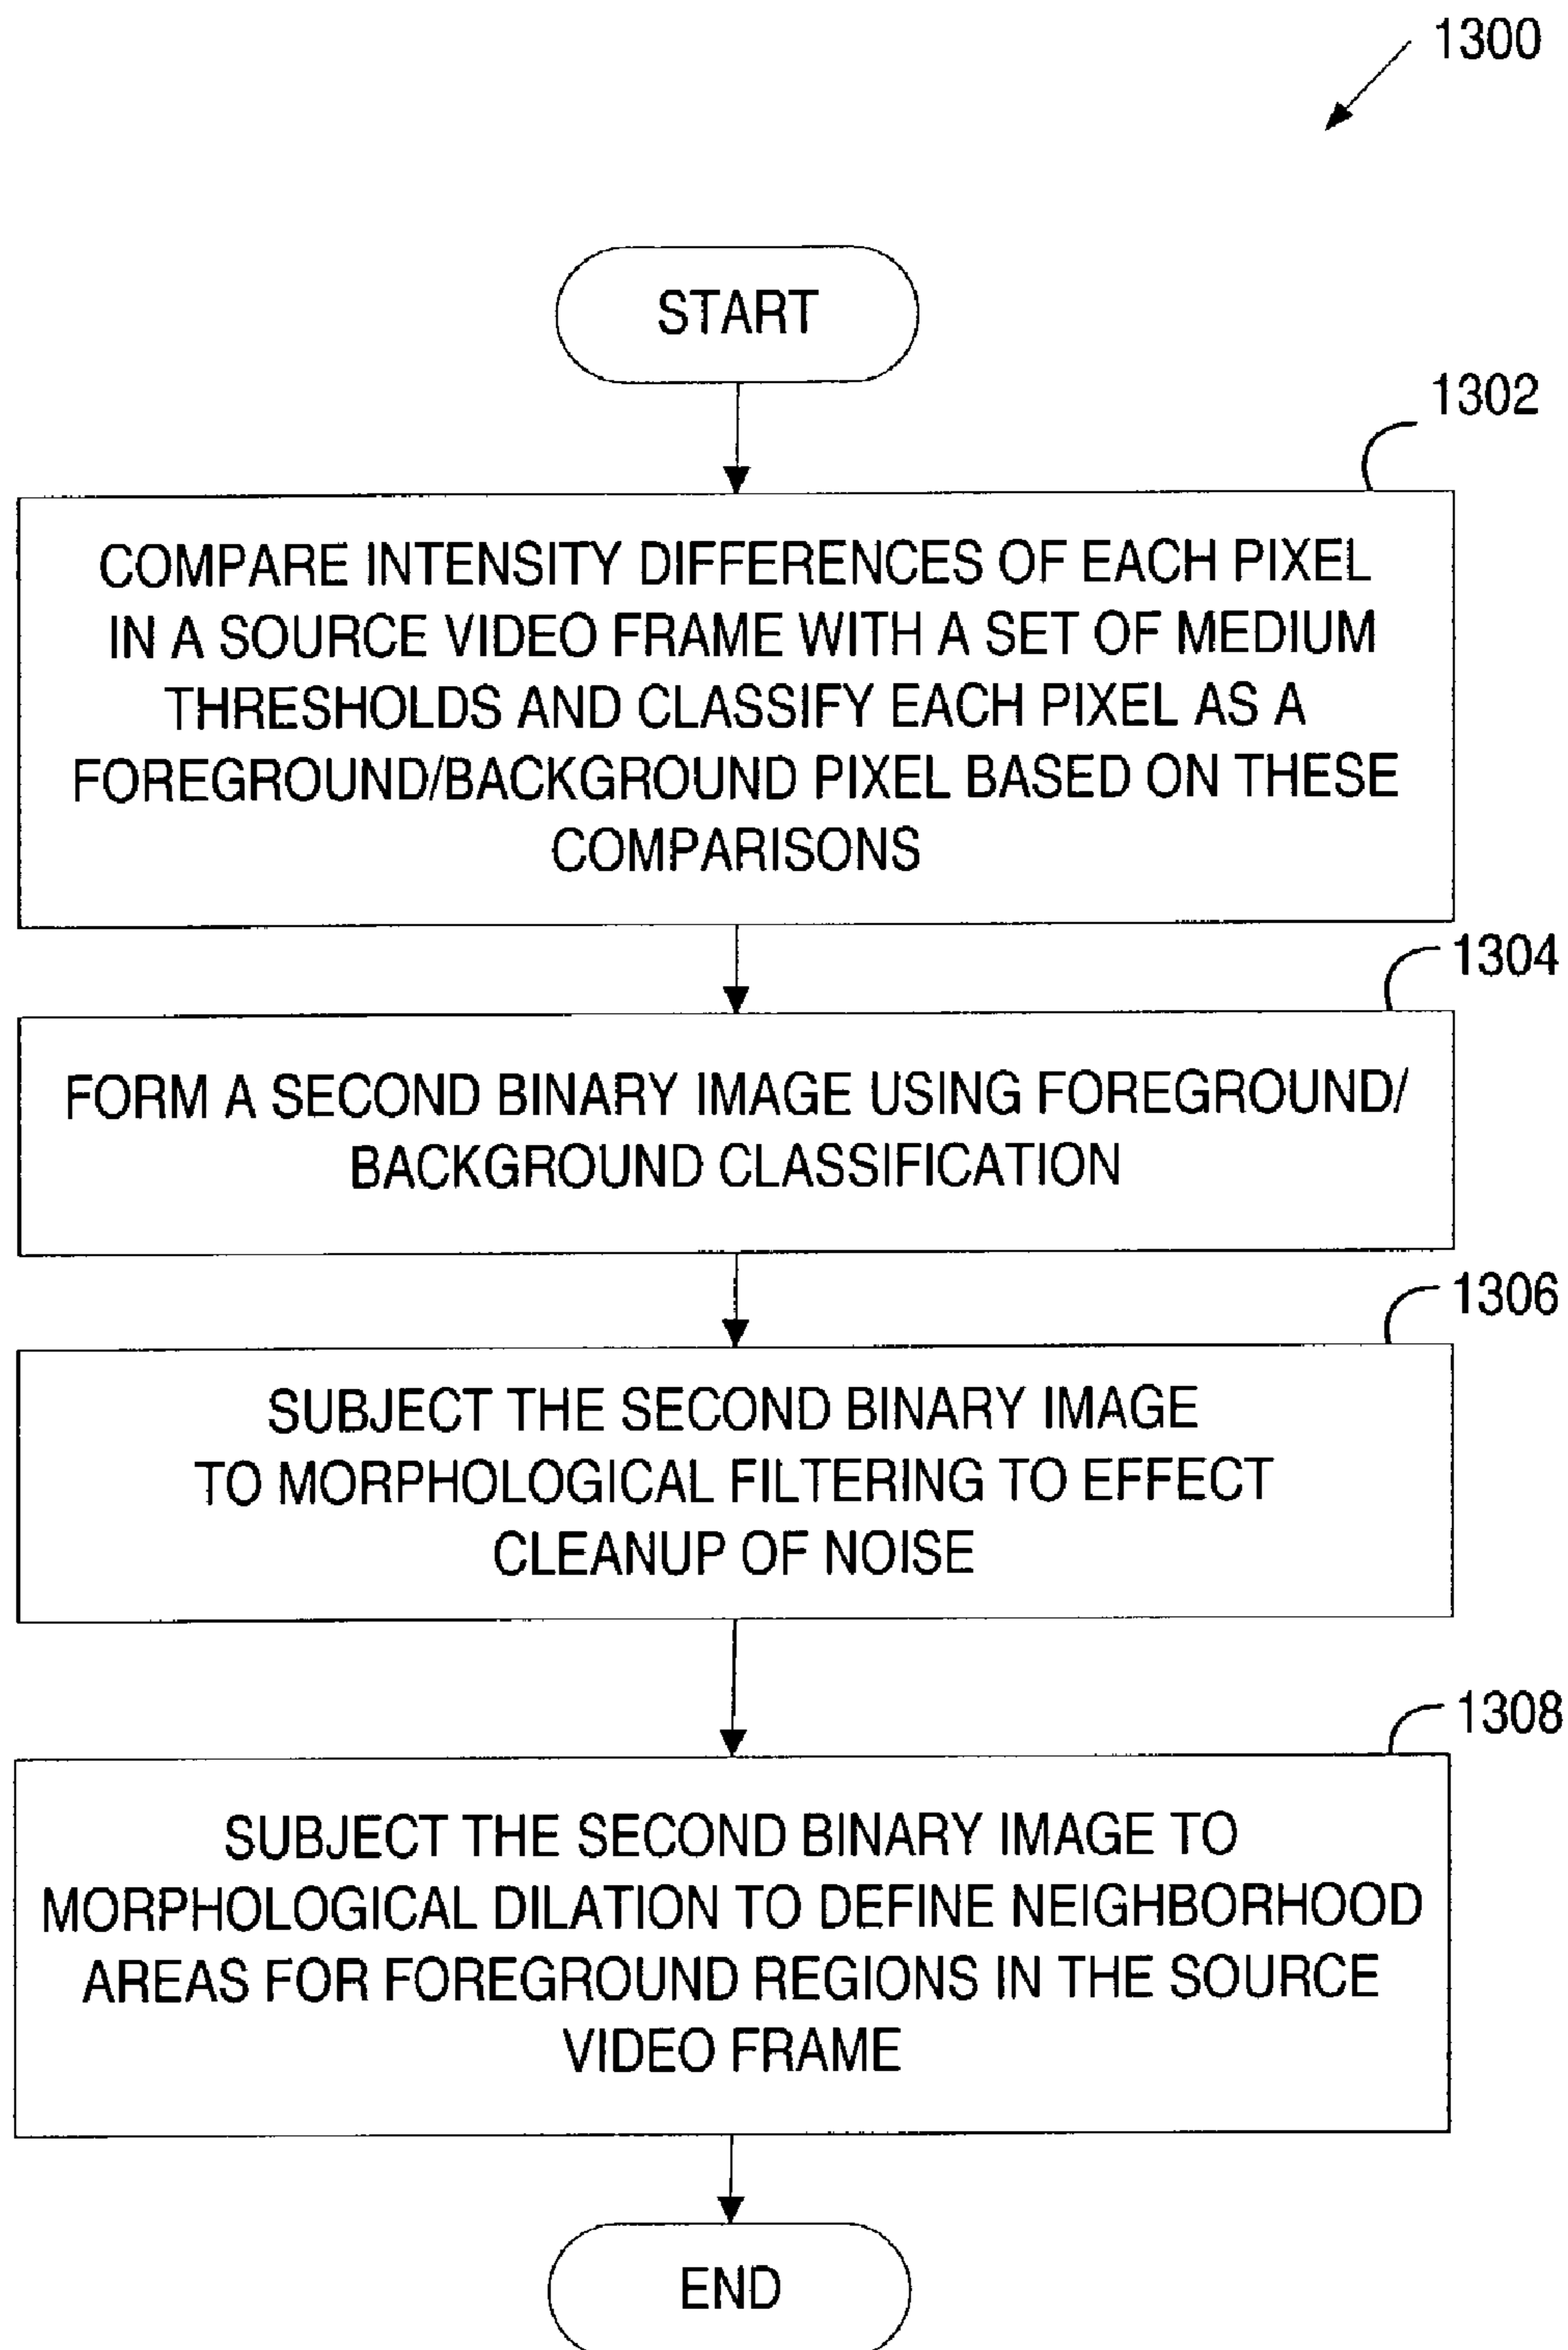 1300
START
1302
COMPARE INTENSITY DIFFERENCES OF EACH PIXEL
IN A SOURCE VIDEO FRAME WITH A SET OF MEDIUM
THRESHOLDS AND CLASSIFY EACH PIXEL AS A
FOREGROUND/BACKGROUND PIXEL BASED ON THESE
COMPARISONS
1304
FORM A SECOND BINARY IMAGE USING FOREGROUND/
BACKGROUND CLASSIFICATION
1306
SUBJECT THE SECOND BINARY IMAGE
TO MORPHOLOGICAL FILTERING TO EFFECT
CLEANUP OF NOISE
1308
SUBJECT THE SECOND BINARY IMAGE TO
MORPHOLOGICAL DILATION TO DEFINE NEIGHBORHOOD
AREAS FOR FOREGROUND REGIONS IN THE SOURCE
VIDEO FRAME
END